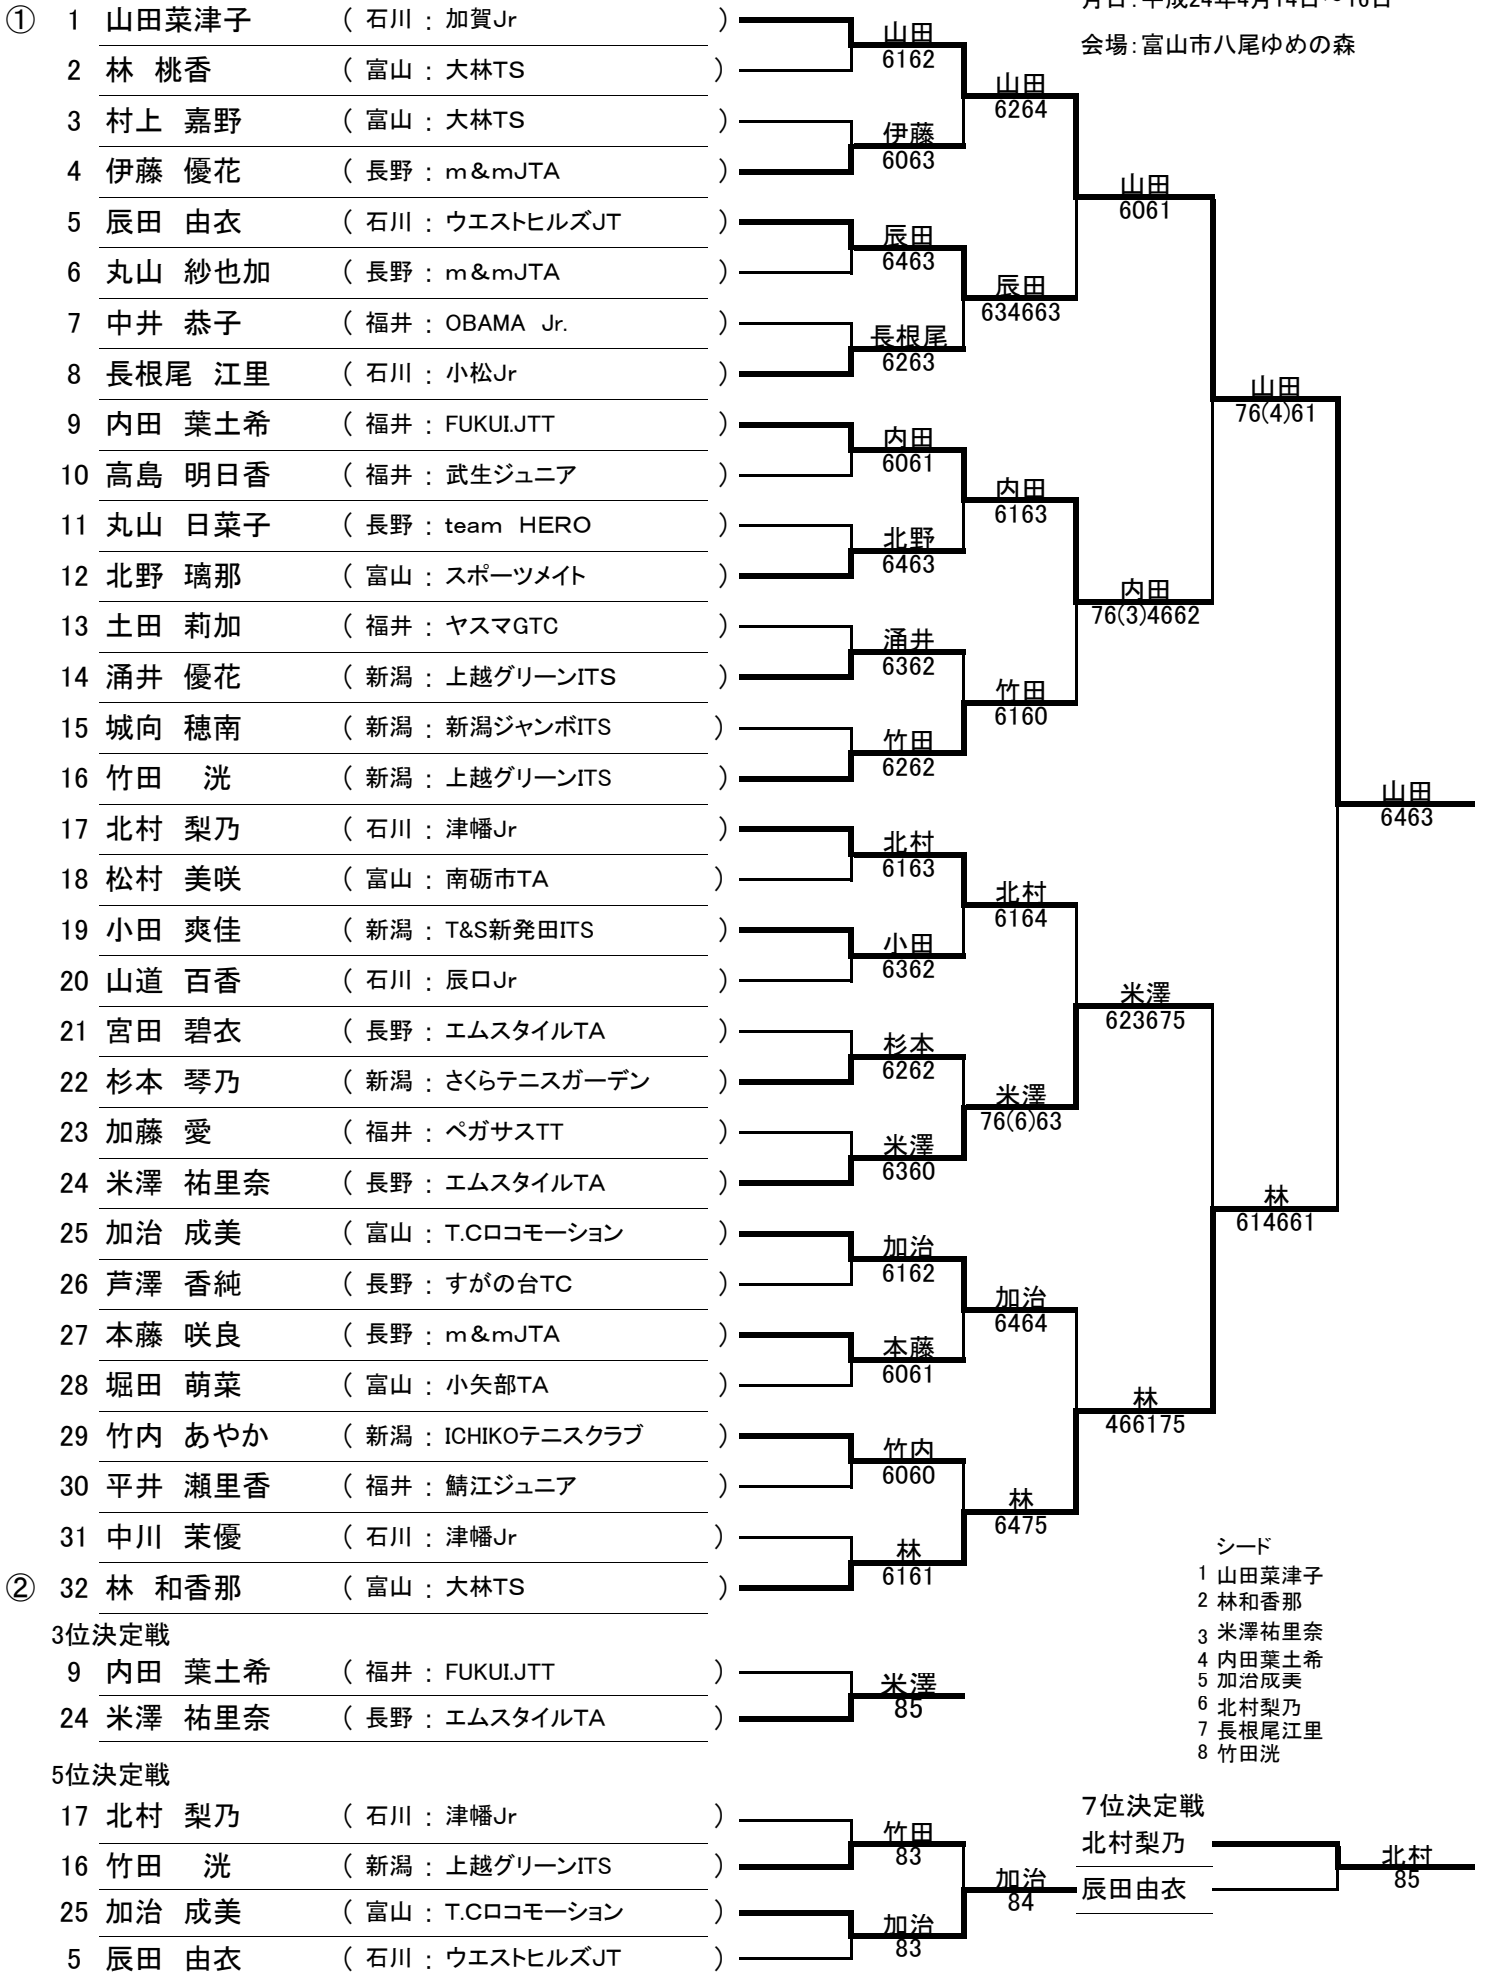 月日：平成24年4月14日～16日
会場：富山市八尾ゆめの森
① 1 山田菜津子 （ 石川 ： 加賀Jr ）
2 林 桃香 （ 富山 ： 大林TS ）
3 村上 嘉野 （ 富山 ： 大林TS ）
4 伊藤 優花 （ 長野 ： m&mJTA ）
5 辰田 由衣 （ 石川 ： ウエストヒルズJT ）
6 丸山 紗也加 （ 長野 ： m&mJTA ）
7 中井 恭子 （ 福井 ： OBAMA Jr. ）
8 長根尾 江里 （ 石川 ： 小松Jr ）
9 内田 葉土希 （ 福井 ： FUKUI.JTT ）
10 高島 明日香 （ 福井 ： 武生ジュニア ）
11 丸山 日菜子 （ 長野 ： team HERO ）
12 北野 璃那 （ 富山 ： スポーツメイト ）
13 土田 莉加 （ 福井 ： ヤスマGTC ）
14 涌井 優花 （ 新潟 ： 上越グリーンITS ）
15 城向 穂南 （ 新潟 ： 新潟ジャンボITS ）
16 竹田 洸 （ 新潟 ： 上越グリーンITS ）
17 北村 梨乃 （ 石川 ： 津幡Jr ）
18 松村 美咲 （ 富山 ： 南砺市TA ）
19 小田 爽佳 （ 新潟 ： T&S新発田ITS ）
20 山道 百香 （ 石川 ： 辰口Jr ）
21 宮田 碧衣 （ 長野 ： エムスタイルTA ）
22 杉本 琴乃 （ 新潟 ： さくらテニスガーデン ）
23 加藤 愛 （ 福井 ： ペガサスTT ）
24 米澤 祐里奈 （ 長野 ： エムスタイルTA ）
25 加治 成美 （ 富山 ： T.Cロコモーション ）
26 芦澤 香純 （ 長野 ： すがの台TC ）
27 本藤 咲良 （ 長野 ： m&mJTA ）
28 堀田 萌菜 （ 富山 ： 小矢部TA ）
29 竹内 あやか （ 新潟 ： ICHIKOテニスクラブ ）
30 平井 瀬里香 （ 福井 ： 鯖江ジュニア ）
31 中川 茉優 （ 石川 ： 津幡Jr ）
② 32 林 和香那 （ 富山 ： 大林TS ）
山田
6162
伊藤
6063
辰田
6463
長根尾
6263
内田
6061
北野
6463
涌井
6362
竹田
6262
北村
6163
小田
6362
杉本
6262
米澤
6360
加治
6162
本藤
6061
竹内
6060
林
6161
山田
6264
辰田
634663
内田
6163
竹田
6160
北村
6164
米澤
76(6)63
加治
6464
林
6475
山田
6061
内田
76(3)4662
米澤
623675
林
466175
山田
76(4)61
林
614661
山田
6463
シード
1 山田菜津子
2 林和香那
3 米澤祐里奈
4 内田葉土希
5 加治成美
6 北村梨乃
7 長根尾江里
8 竹田洸
3位決定戦
9 内田 葉土希 （ 福井 ： FUKUI.JTT ）
24 米澤 祐里奈 （ 長野 ： エムスタイルTA ）
米澤
85
5位決定戦
17 北村 梨乃 （ 石川 ： 津幡Jr ）
16 竹田 洸 （ 新潟 ： 上越グリーンITS ）
25 加治 成美 （ 富山 ： T.Cロコモーション ）
5 辰田 由衣 （ 石川 ： ウエストヒルズJT ）
竹田
83
加治
83
加治
84
７位決定戦
北村梨乃
辰田由衣
北村
85